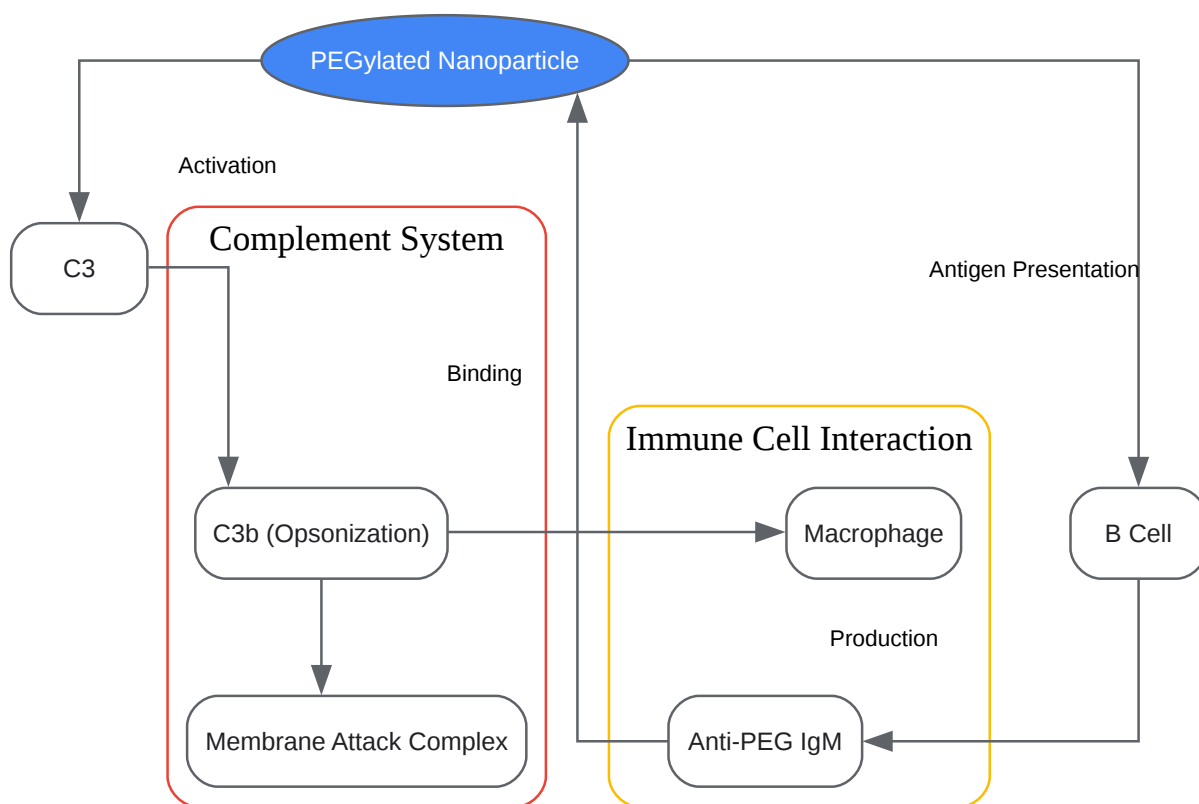 PEGylated Nanoparticle
Activation
Complement System
C3
Antigen Presentation
Binding
Immune Cell Interaction
C3b (Opsonization)
Macrophage
B Cell
Production
Membrane Attack Complex
Anti-PEG IgM